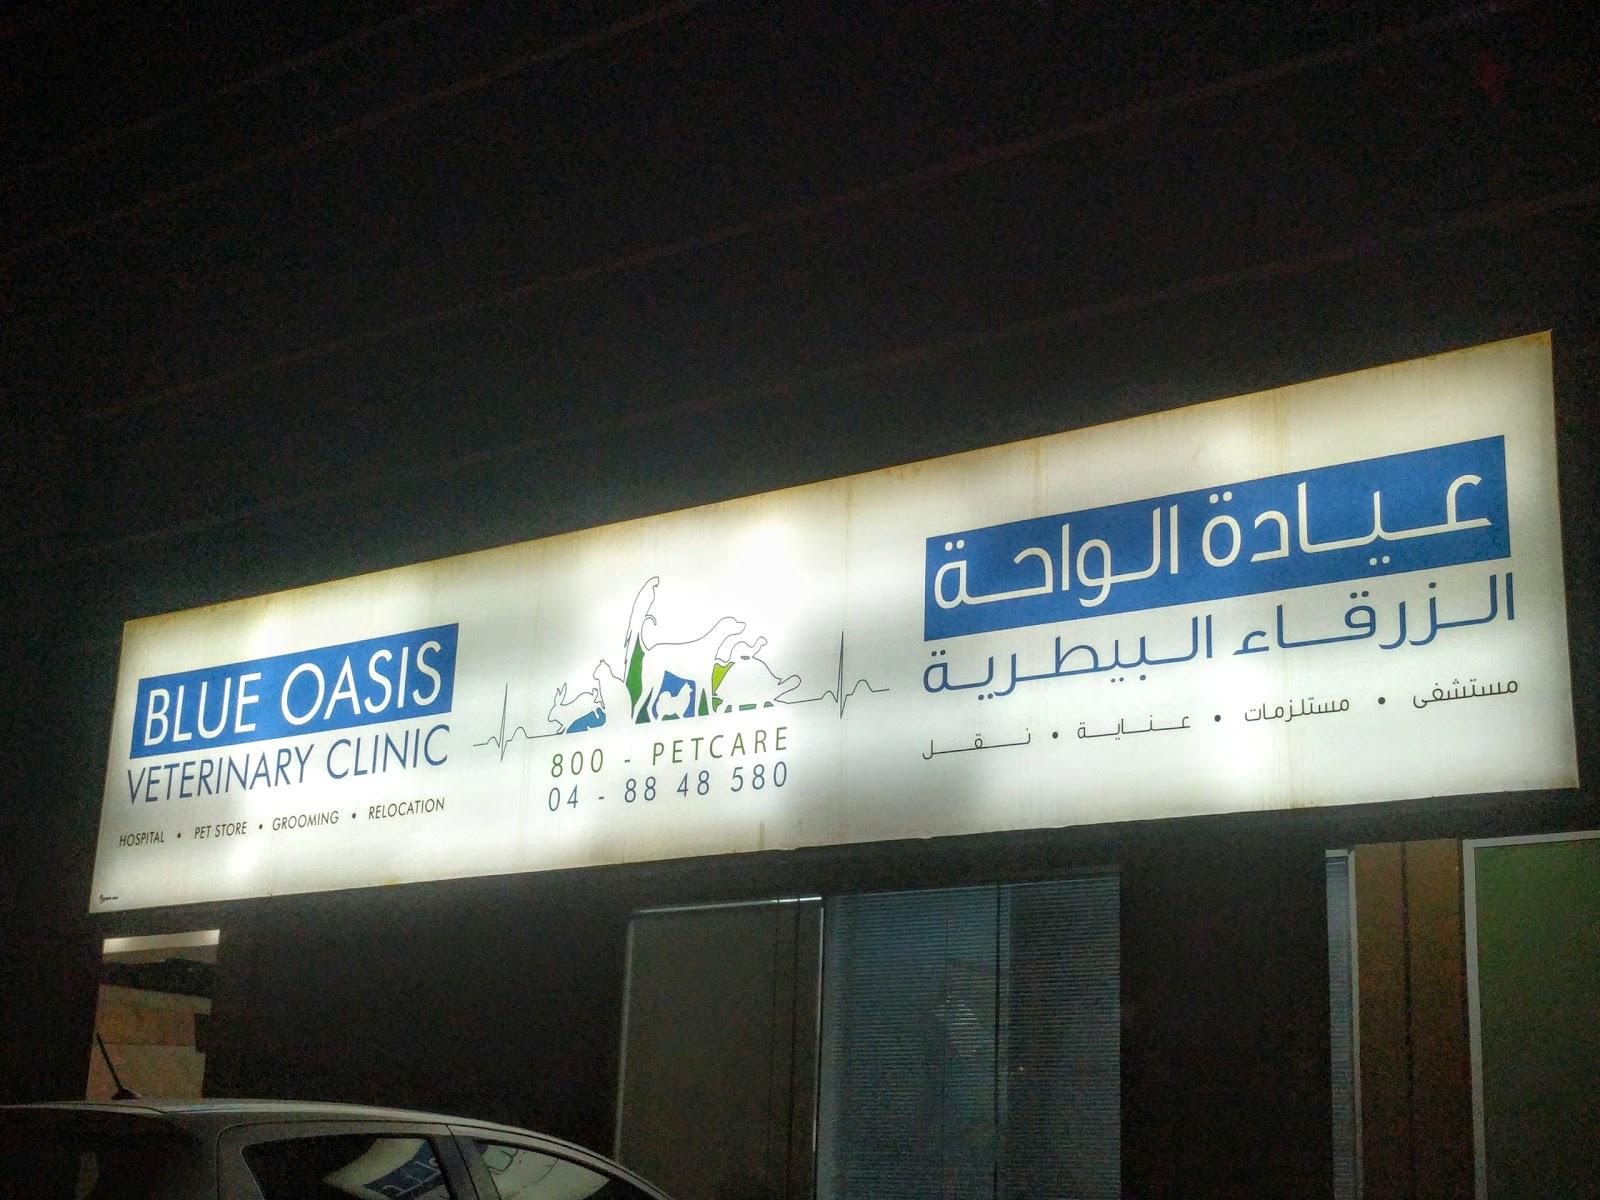 BLUE OASIS
VETERINARY CLINIC
HOSPITAL • PET STORE • GROOMING • RELOCATION
800 - PETCARE
04 - 88 48 580
عيادة الواحة
الزرقاء البيطرية
مستشفى • مستلزمات • عناية • نقل